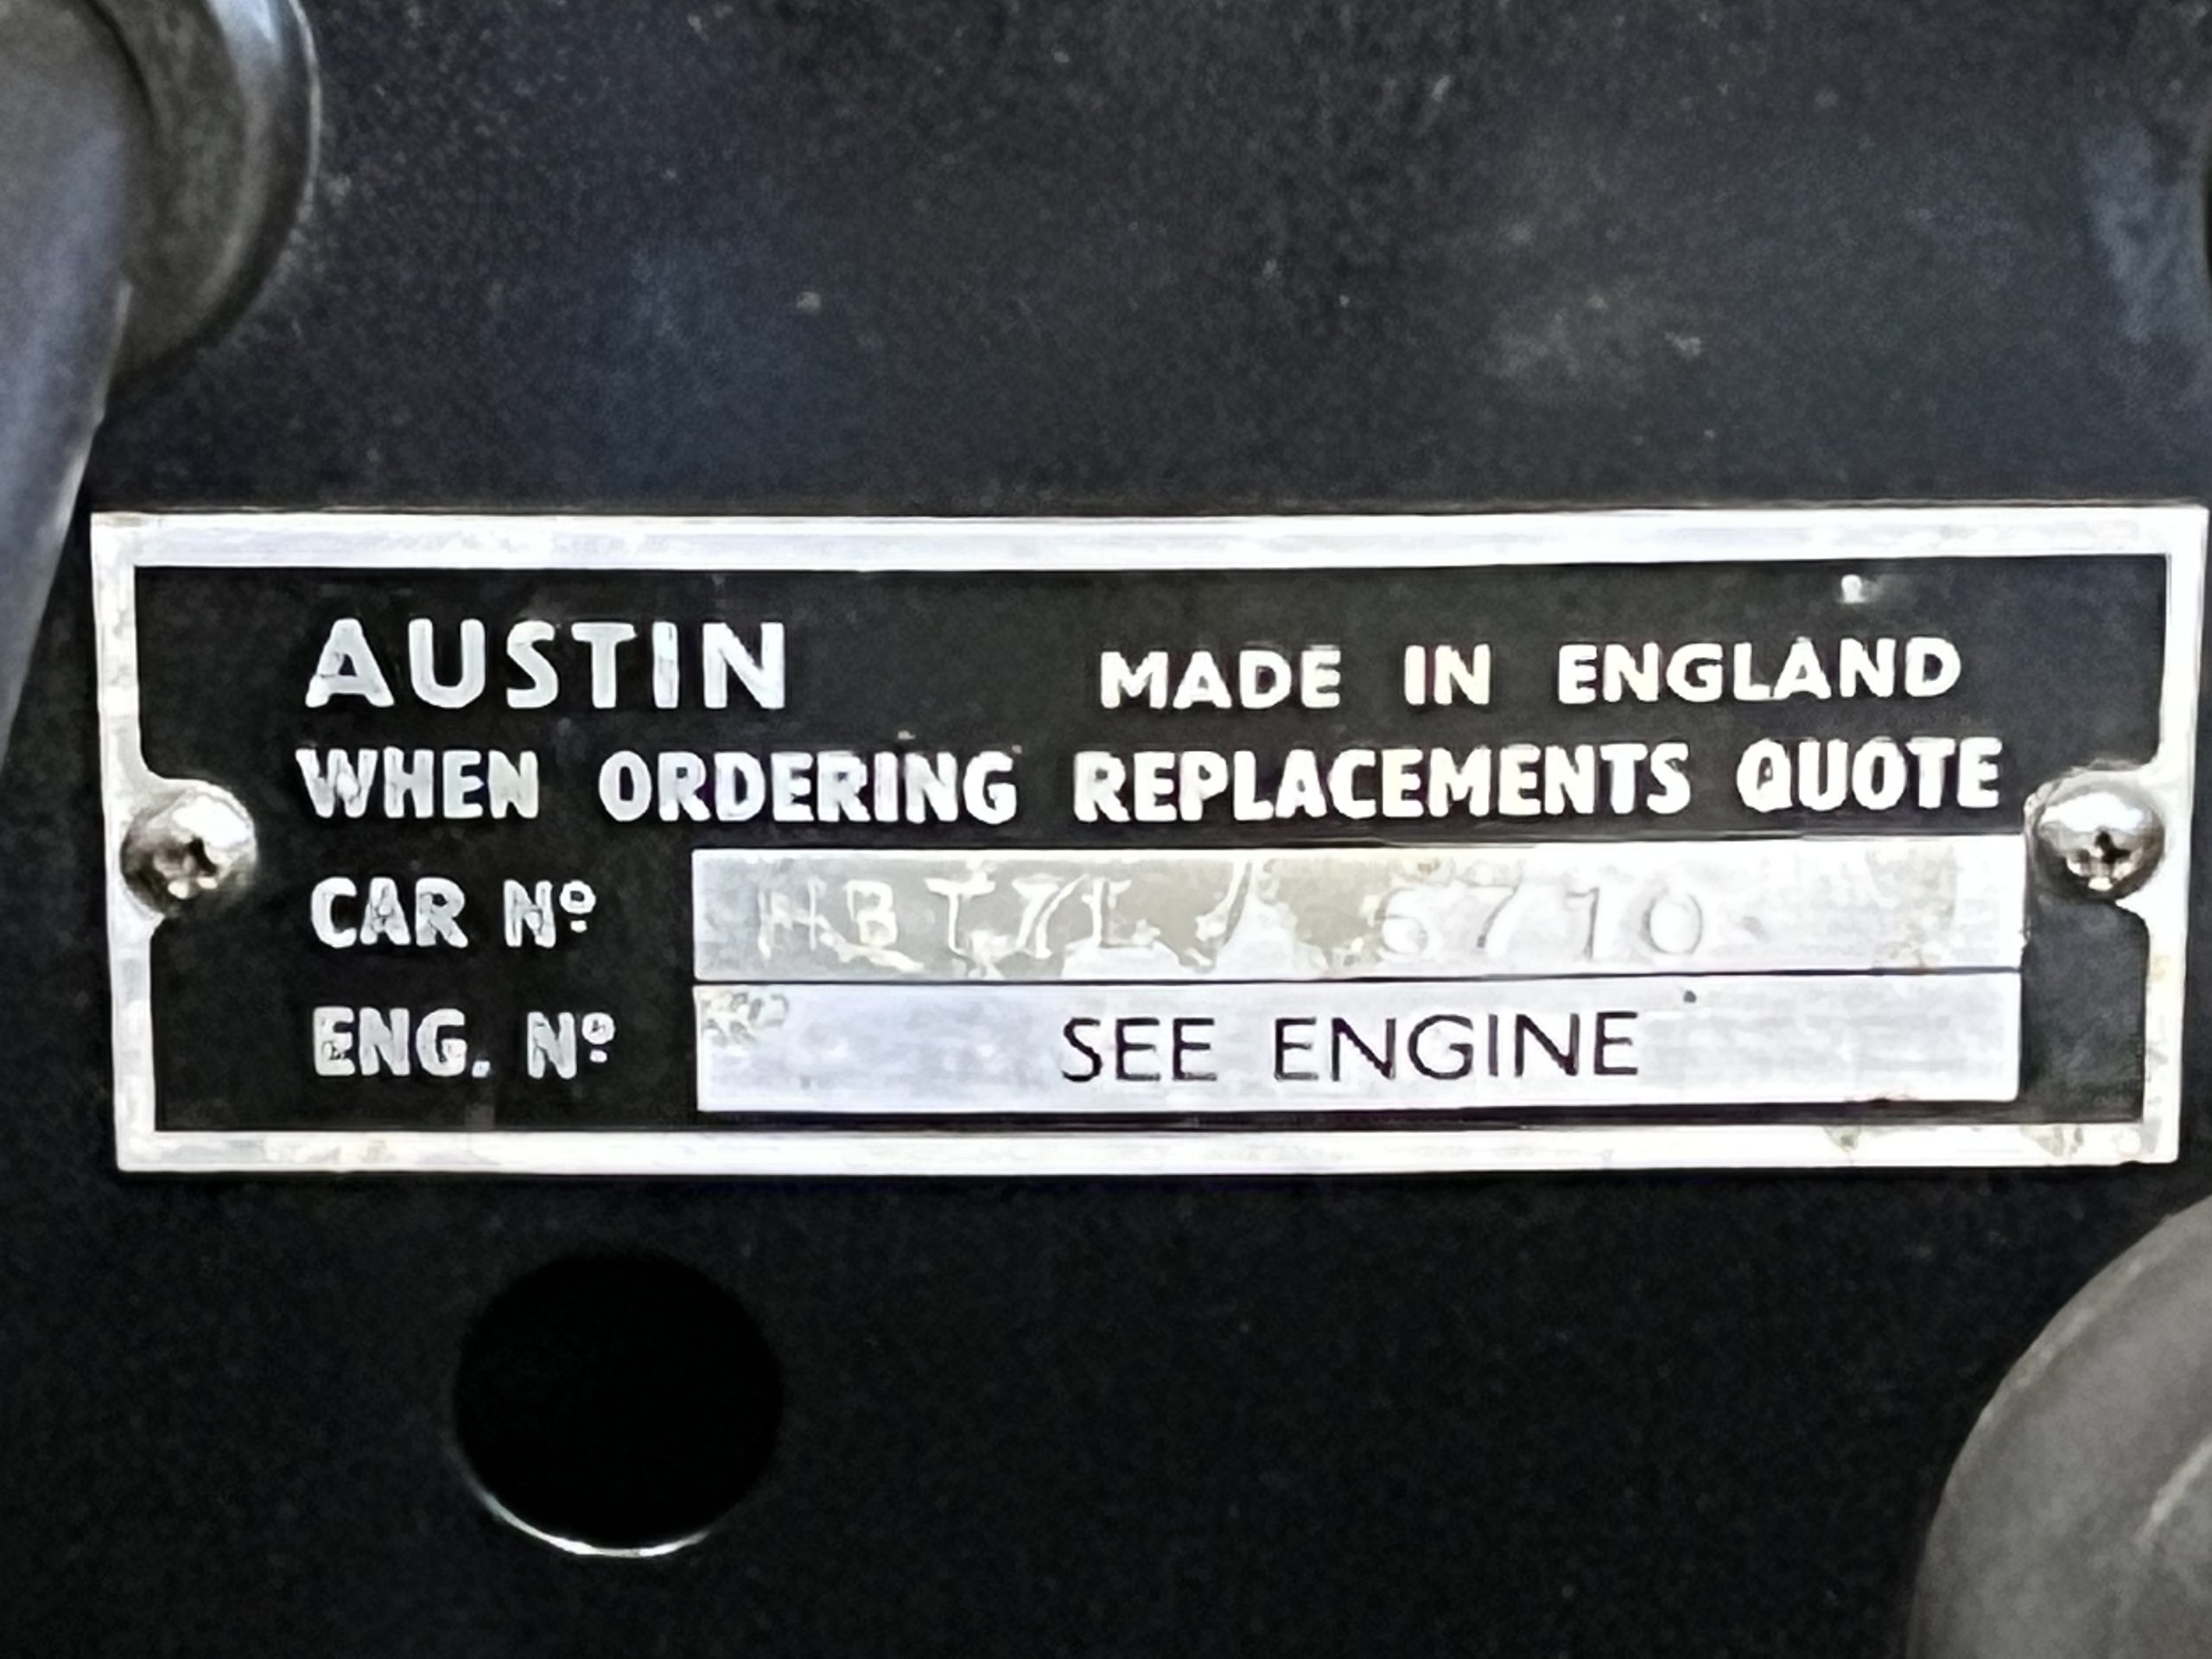 AUSTIN MADE IN ENGLAND
WHEN ORDERING REPLACEMENTS QUOTE
CAR Nº HBT7L/ 6710
ENG. Nº SEE ENGINE